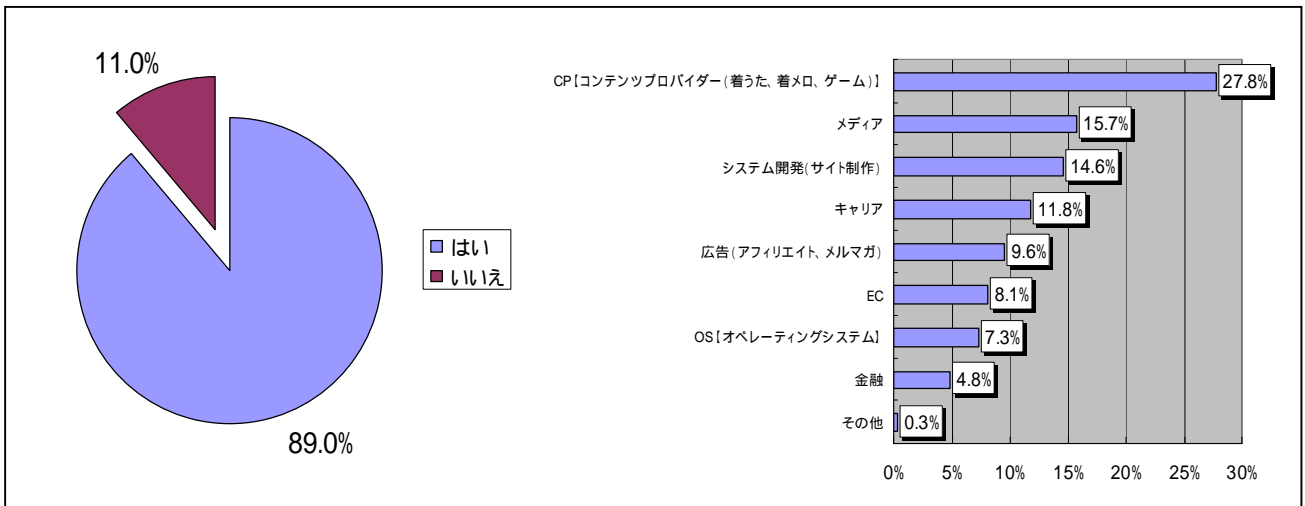 11.0%
89.0%
はい
いいえ
CP【コンテンツプロバイダー(着うた、着メロ、ゲーム)】
27.8%
メディア
15.7%
システム開発(サイト制作)
14.6%
キャリア
11.8%
広告(アフィリエイト、メルマガ)
9.6%
EC
8.1%
OS【オペレーティングシステム】
7.3%
金融
4.8%
その他
0.3%
0% 5% 10% 15% 20% 25% 30%